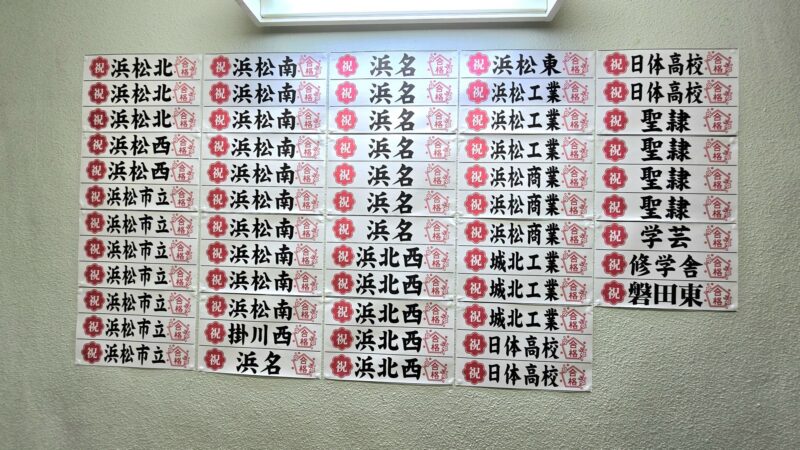 祝 浜松北 合格
祝 浜松北 合格
祝 浜松北 合格
祝 浜松西 合格
祝 浜松西 合格
祝 浜松市立 合格
祝 浜松市立 合格
祝 浜松市立 合格
祝 浜松市立 合格
祝 浜松市立 合格
祝 浜松市立 合格
祝 浜松市立 合格
祝 浜松南 合格
祝 浜松南 合格
祝 浜松南 合格
祝 浜松南 合格
祝 浜松南 合格
祝 浜松南 合格
祝 浜松南 合格
祝 浜松南 合格
祝 浜松南 合格
祝 浜松南 合格
祝 掛川西 合格
祝 浜名 合格
祝 浜名 合格
祝 浜名 合格
祝 浜名 合格
祝 浜名 合格
祝 浜名 合格
祝 浜名 合格
祝 浜名 合格
祝 浜北西 合格
祝 浜北西 合格
祝 浜北西 合格
祝 浜北西 合格
祝 浜北西 合格
祝 浜松東 合格
祝 浜松工業 合格
祝 浜松工業 合格
祝 浜松工業 合格
祝 浜松商業 合格
祝 浜松商業 合格
祝 浜松商業 合格
祝 城北工業 合格
祝 城北工業 合格
祝 城北工業 合格
祝 日体高校 合格
祝 日体高校 合格
祝 日体高校 合格
祝 日体高校 合格
祝 聖隷 合格
祝 聖隷 合格
祝 聖隷 合格
祝 聖隷 合格
祝 学芸 合格
祝 修学舎 合格
祝 磐田東 合格